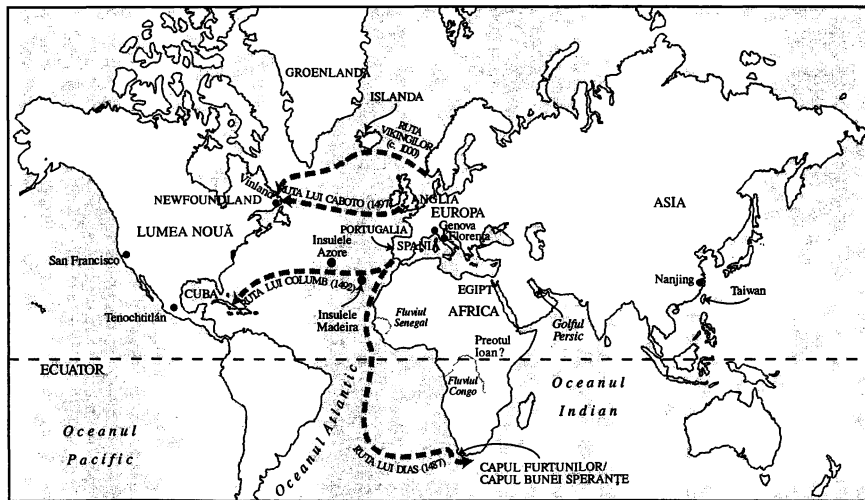 GROENLANDA
ISLANDA
RUTA
VIKINGILOR
(c. 1000)
Vinland
NEWFOUNDLAND
RUTA LUI CABOTO (1497)
ANGLIA
EUROPA
Genova
Florența
PORTUGALIA
SPANIA
LUMEA NOUĂ
ASIA
San Francisco
Insulele
Azore
CUBA
RUTA LUI COLUMB (1492)
Tenochtitlán
Insulele
Madeira
Fluviul
Senegal
EGIPT
AFRICA
Golful
Persic
Nanjing
Taiwan
Preotul
Ioan?
ECUATOR
Fluviul
Congo
Oceanul
Indian
Oceanul Atlantic
Oceanul
Pacific
RUTA LUI DIAS (1487)
CAPUL FURTUNILOR/
CAPUL BUNEI SPERANȚE